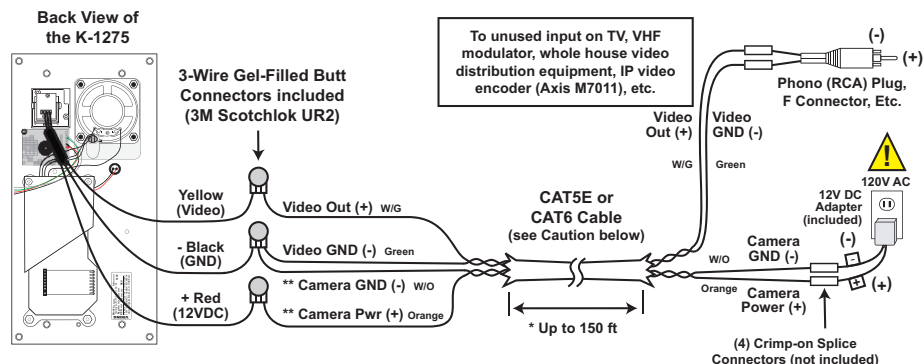 Back View of
the K-1275
3-Wire Gel-Filled Butt
Connectors included
(3M Scotchlok UR2)
To unused input on TV, VHF
modulator, whole house video
distribution equipment, IP video
encoder (Axis M7011), etc.
(-)
(+)
Phono (RCA) Plug,
F Connector, Etc.
Video
Out (+)
Video
GND (-)
W/G
Green
!
120V AC
12V DC
Adapter
(included)
Yellow
(Video)
Video Out (+) W/G
CAT5E or
CAT6 Cable
(see Caution below)
- Black
(GND)
Video GND (-) Green
W/O
Camera
GND (-)
(-)
-
+ Red
(12VDC)
** Camera GND (-) W/O
** Camera Pwr (+) Orange
Orange
Camera
Power (+)
+
(+)
* Up to 150 ft
(4) Crimp-on Splice
Connectors (not included)